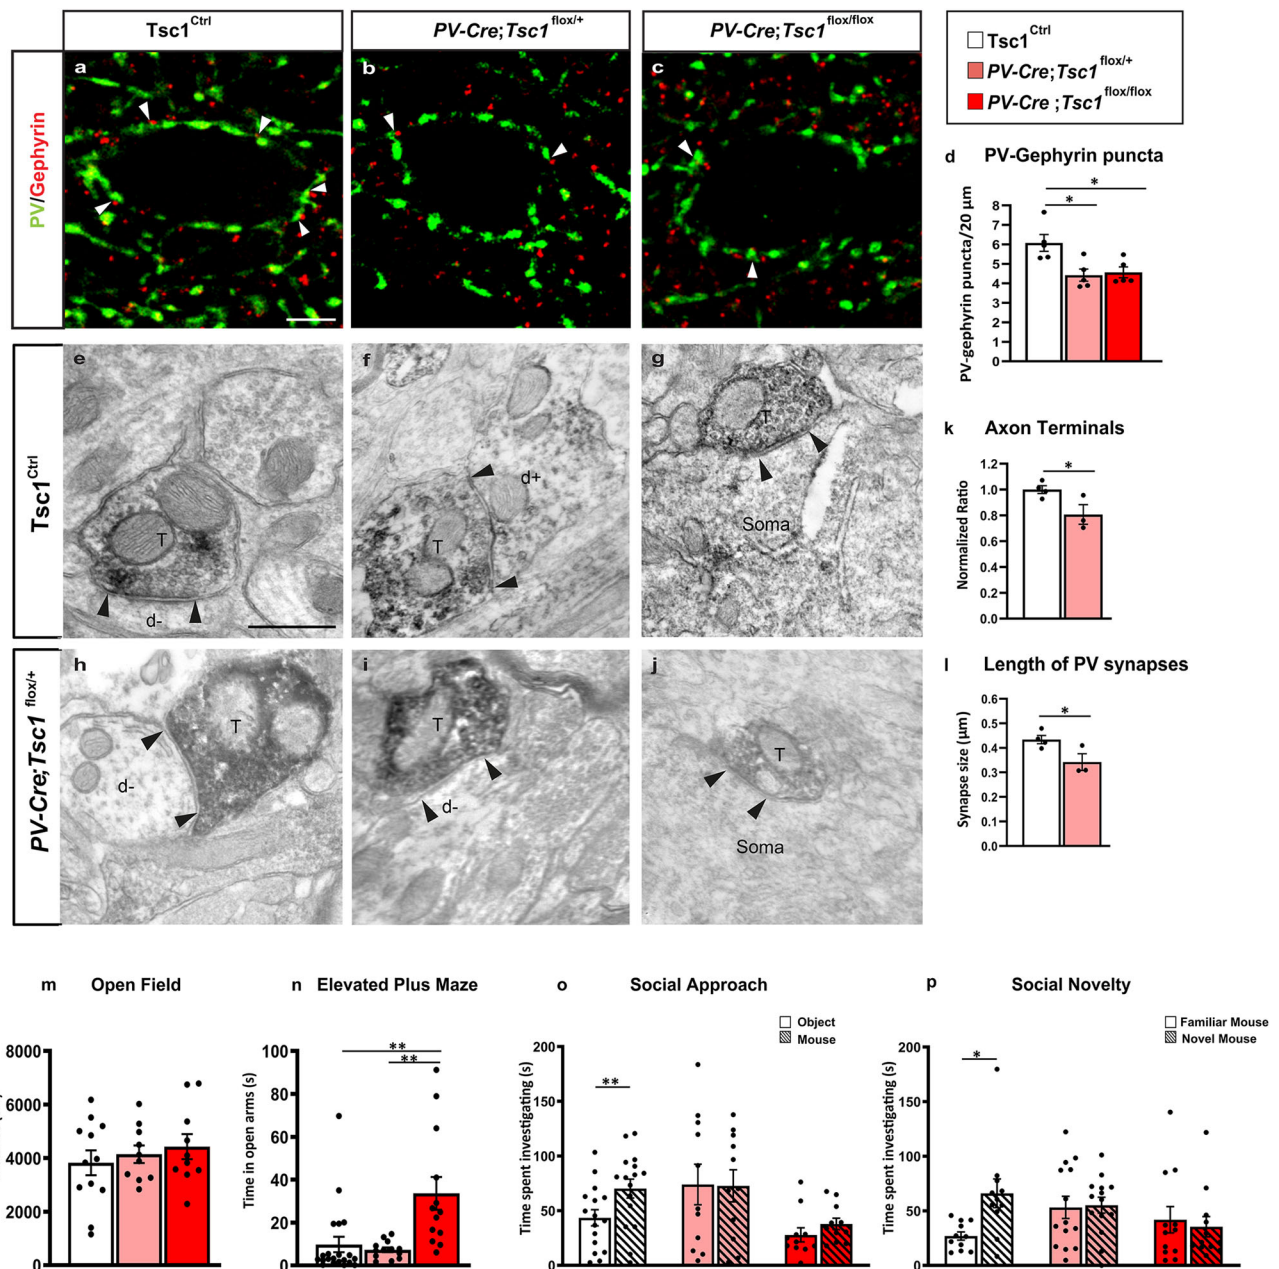 Tsc1Ctrl
PV-Cre;Tsc1flox/+
PV-Cre;Tsc1flox/flox
Tsc1Ctrl
PV-Cre;Tsc1flox/+
PV-Cre ;Tsc1flox/flox
PV/Gephyrin
a
b
c
d PV-Gephyrin puncta
* 
*
PV-gephyrin puncta/20 µm
8
7
6
5
4
3
2
1
0
Tsc1Ctrl
e
T
d-
f
T
d+
g
T
Soma
k Axon Terminals
*
Normalized Ratio
1.2
1.0
0.8
0.6
0.4
0.2
0.0
PV-Cre;Tsc1flox/+
h
T
d-
i
T
d-
j
T
Soma
l Length of PV synapses
*
Synapse size (µm)
0.6
0.5
0.4
0.3
0.2
0.1
0.0
m Open Field
8000
6000
4000
2000
0
n Elevated Plus Maze
**
**
Time in open arms (s)
100
80
60
40
20
0
o Social Approach
Object
Mouse
**
Time spent investigating (s)
200
150
100
50
0
p Social Novelty
Familiar Mouse
Novel Mouse
*
Time spent investigating (s)
200
150
100
50
0